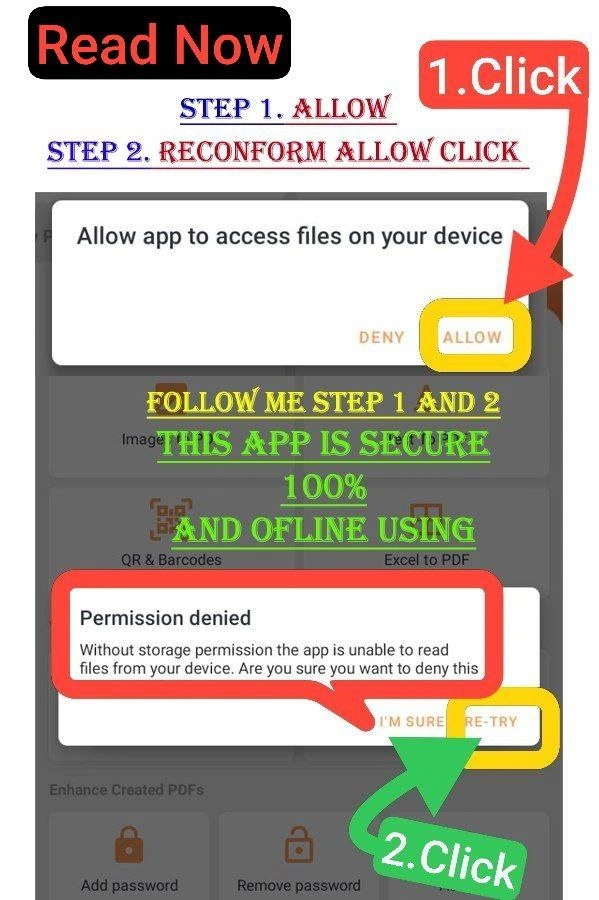 Read Now
1.Click
STEP 1. ALLOW
STEP 2. RECONFORM ALLOW CLICK
Allow app to access files on your device
DENY ALLOW
FOLLOW ME STEP 1 AND 2
THIS APP IS SECURE
100%
AND OFLINE USING
QR & Barcodes
Excel to PDF
Permission denied
Without storage permission the app is unable to read
files from your device. Are you sure you want to deny this
I'M SURE RE-TRY
Enhance Created PDFs
2.Click
Add password
Remove password